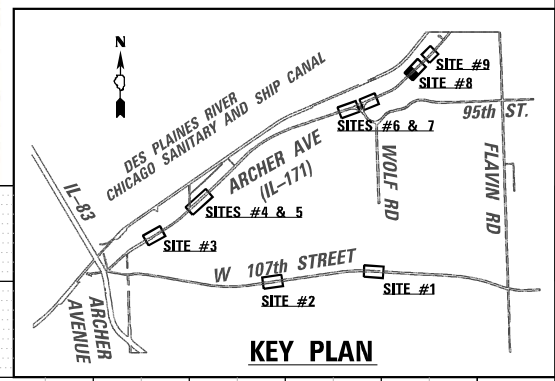 N
SITE #9
SITE #8
DES PLAINES RIVER
CHICAGO SANITARY AND SHIP CANAL
95th ST.
SITES #6 & 7
ARCHER AVE
(IL-171)
WOLF RD
FLAVIN RD
IL-83
SITES #4 & 5
SITE #3
W 107th STREET
SITE #1
SITE #2
ARCHER
AVENUE
KEY PLAN